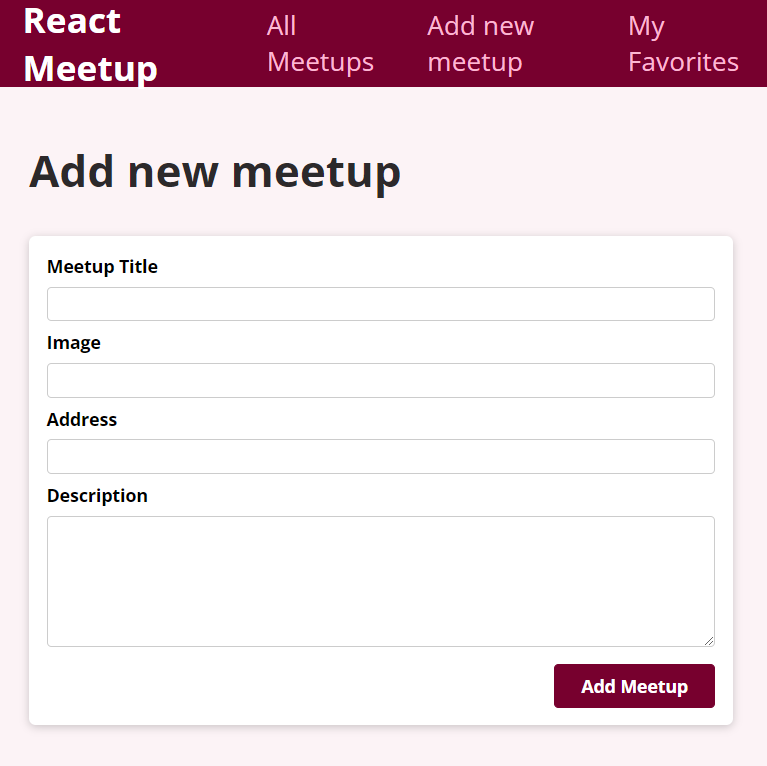 React
Meetup
All
Meetups
Add new
meetup
My
Favorites
Add new meetup
Meetup Title
Image
Address
Description
Add Meetup